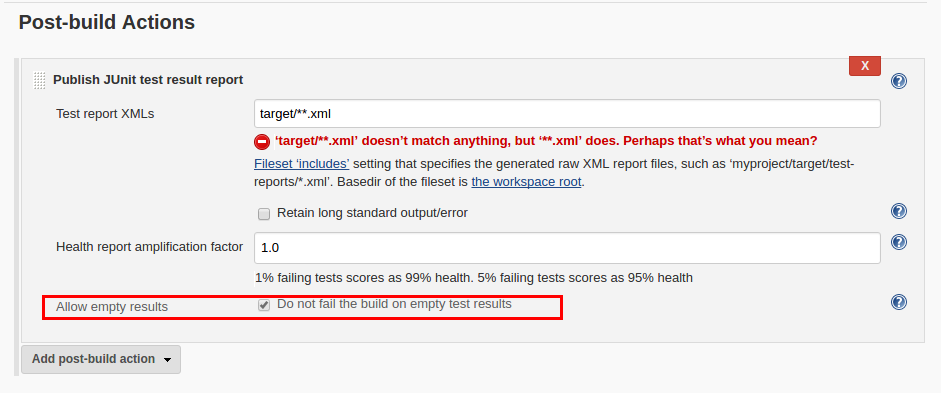 Post-build Actions
X
Publish JUnit test result report
?
Test report XMLs
target/**.xml
‘target/**.xml’ doesn’t match anything, but ‘**.xml’ does. Perhaps that’s what you mean?
Fileset ‘includes’ setting that specifies the generated raw XML report files, such as ‘myproject/target/test-
reports/*.xml’. Basedir of the fileset is the workspace root.
Retain long standard output/error
?
Health report amplification factor
1.0
?
1% failing tests scores as 99% health. 5% failing tests scores as 95% health
Allow empty results
Do not fail the build on empty test results
?
Add post-build action